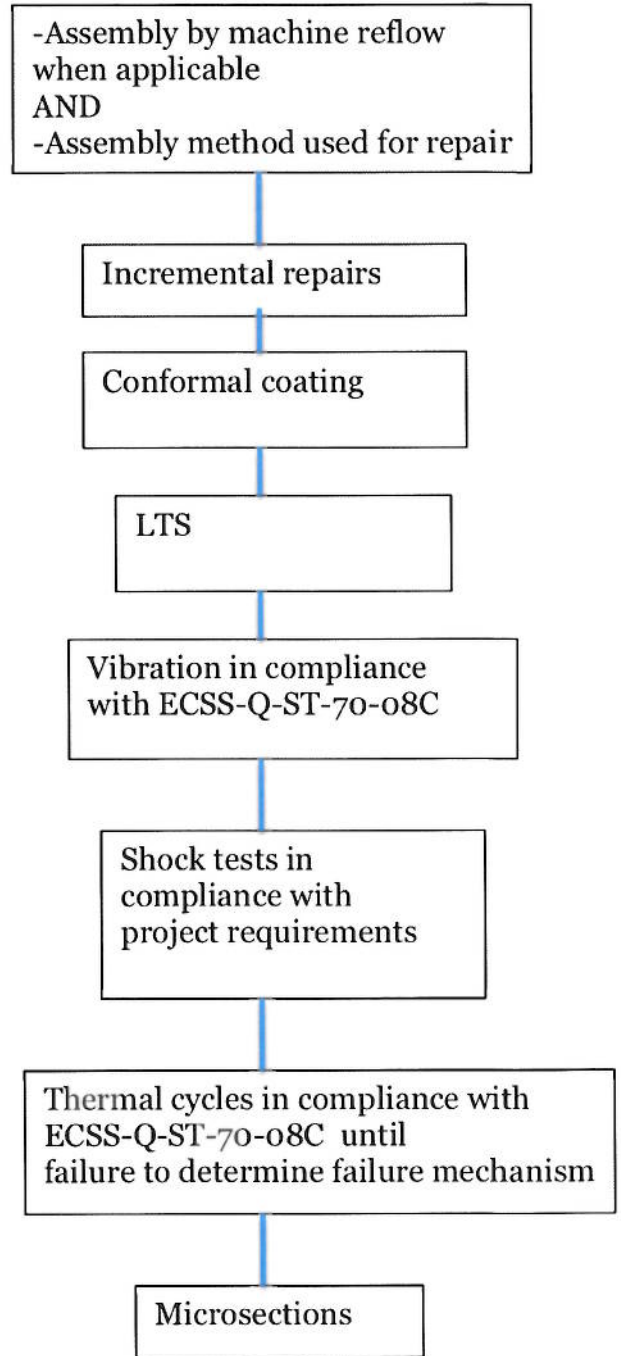 -Assembly by machine reflow
when applicable
AND
-Assembly method used for repair
Incremental repairs
Conformal coating
LTS
Vibration in compliance
with ECSS-Q-ST-70-08C
Shock tests in
compliance with
project requirements
Thermal cycles in compliance with
ECSS-Q-ST-70-08C until
failure to determine failure mechanism
Microsections